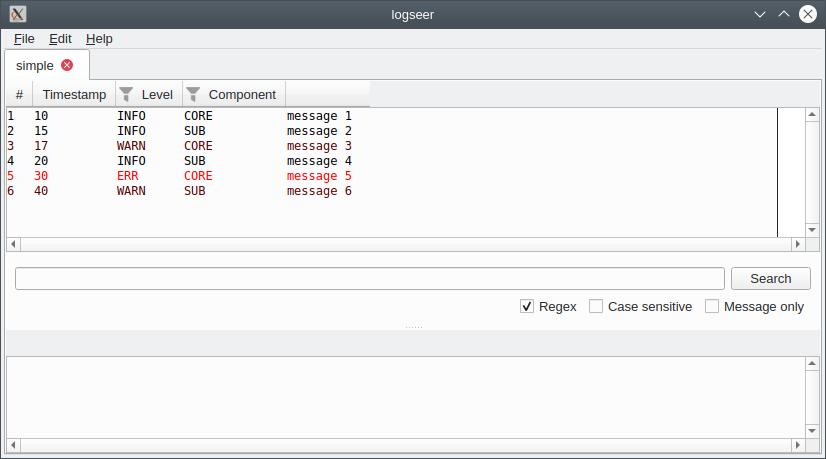 logseer
File Edit Help
simple
# Timestamp Level Component
1 10 INFO CORE message 1
2 15 INFO SUB message 2
3 17 WARN CORE message 3
4 20 INFO SUB message 4
5 30 ERR CORE message 5
6 40 WARN SUB message 6
Search
Regex Case sensitive Message only